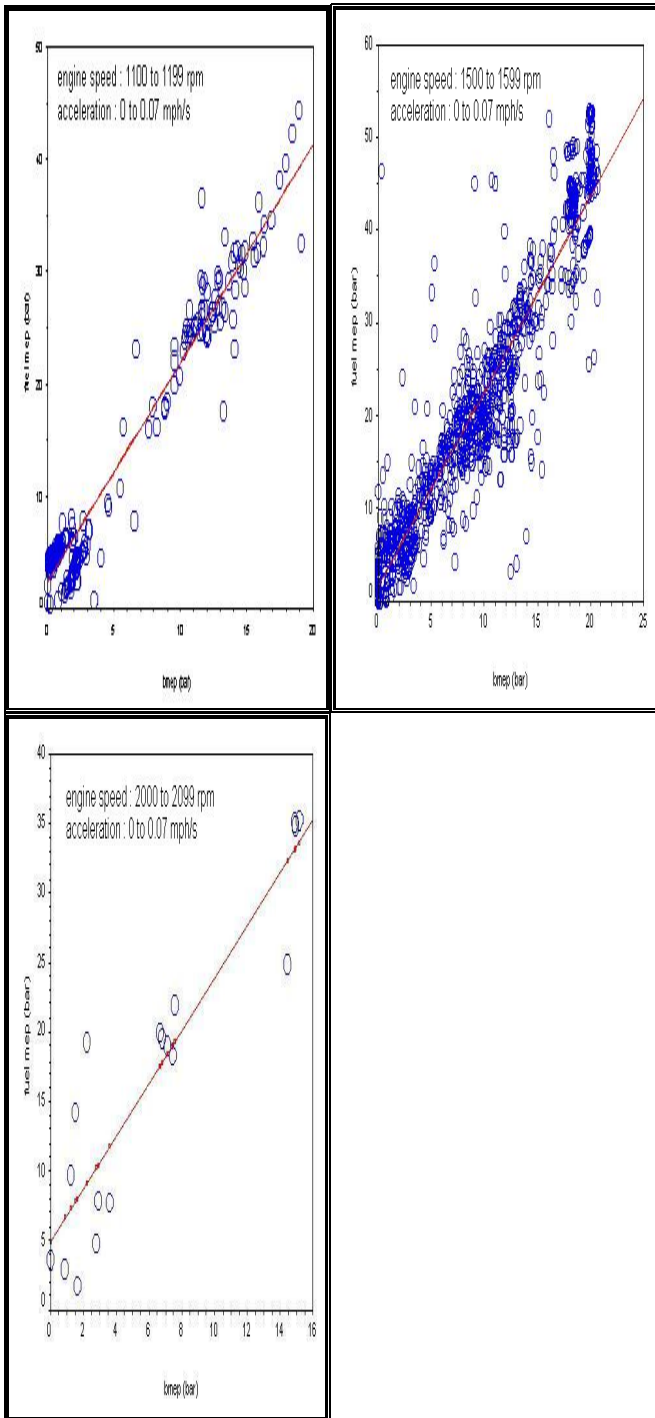 50
40
30
20
10
0
engine speed : 1100 to 1199 rpm
acceleration : 0 to 0.07 mph/s
fuel mep (bar)
0 5 10 15 20
bmep (bar)
60
50
40
30
20
10
0
engine speed : 1500 to 1599 rpm
acceleration : 0 to 0.07 mph/s
fuel mep (bar)
0 5 10 15 20 25
bmep (bar)
40
35
30
25
20
15
10
5
0
engine speed : 2000 to 2099 rpm
acceleration : 0 to 0.07 mph/s
fuel mep (bar)
0 2 4 6 8 10 12 14 16
bmep (bar)